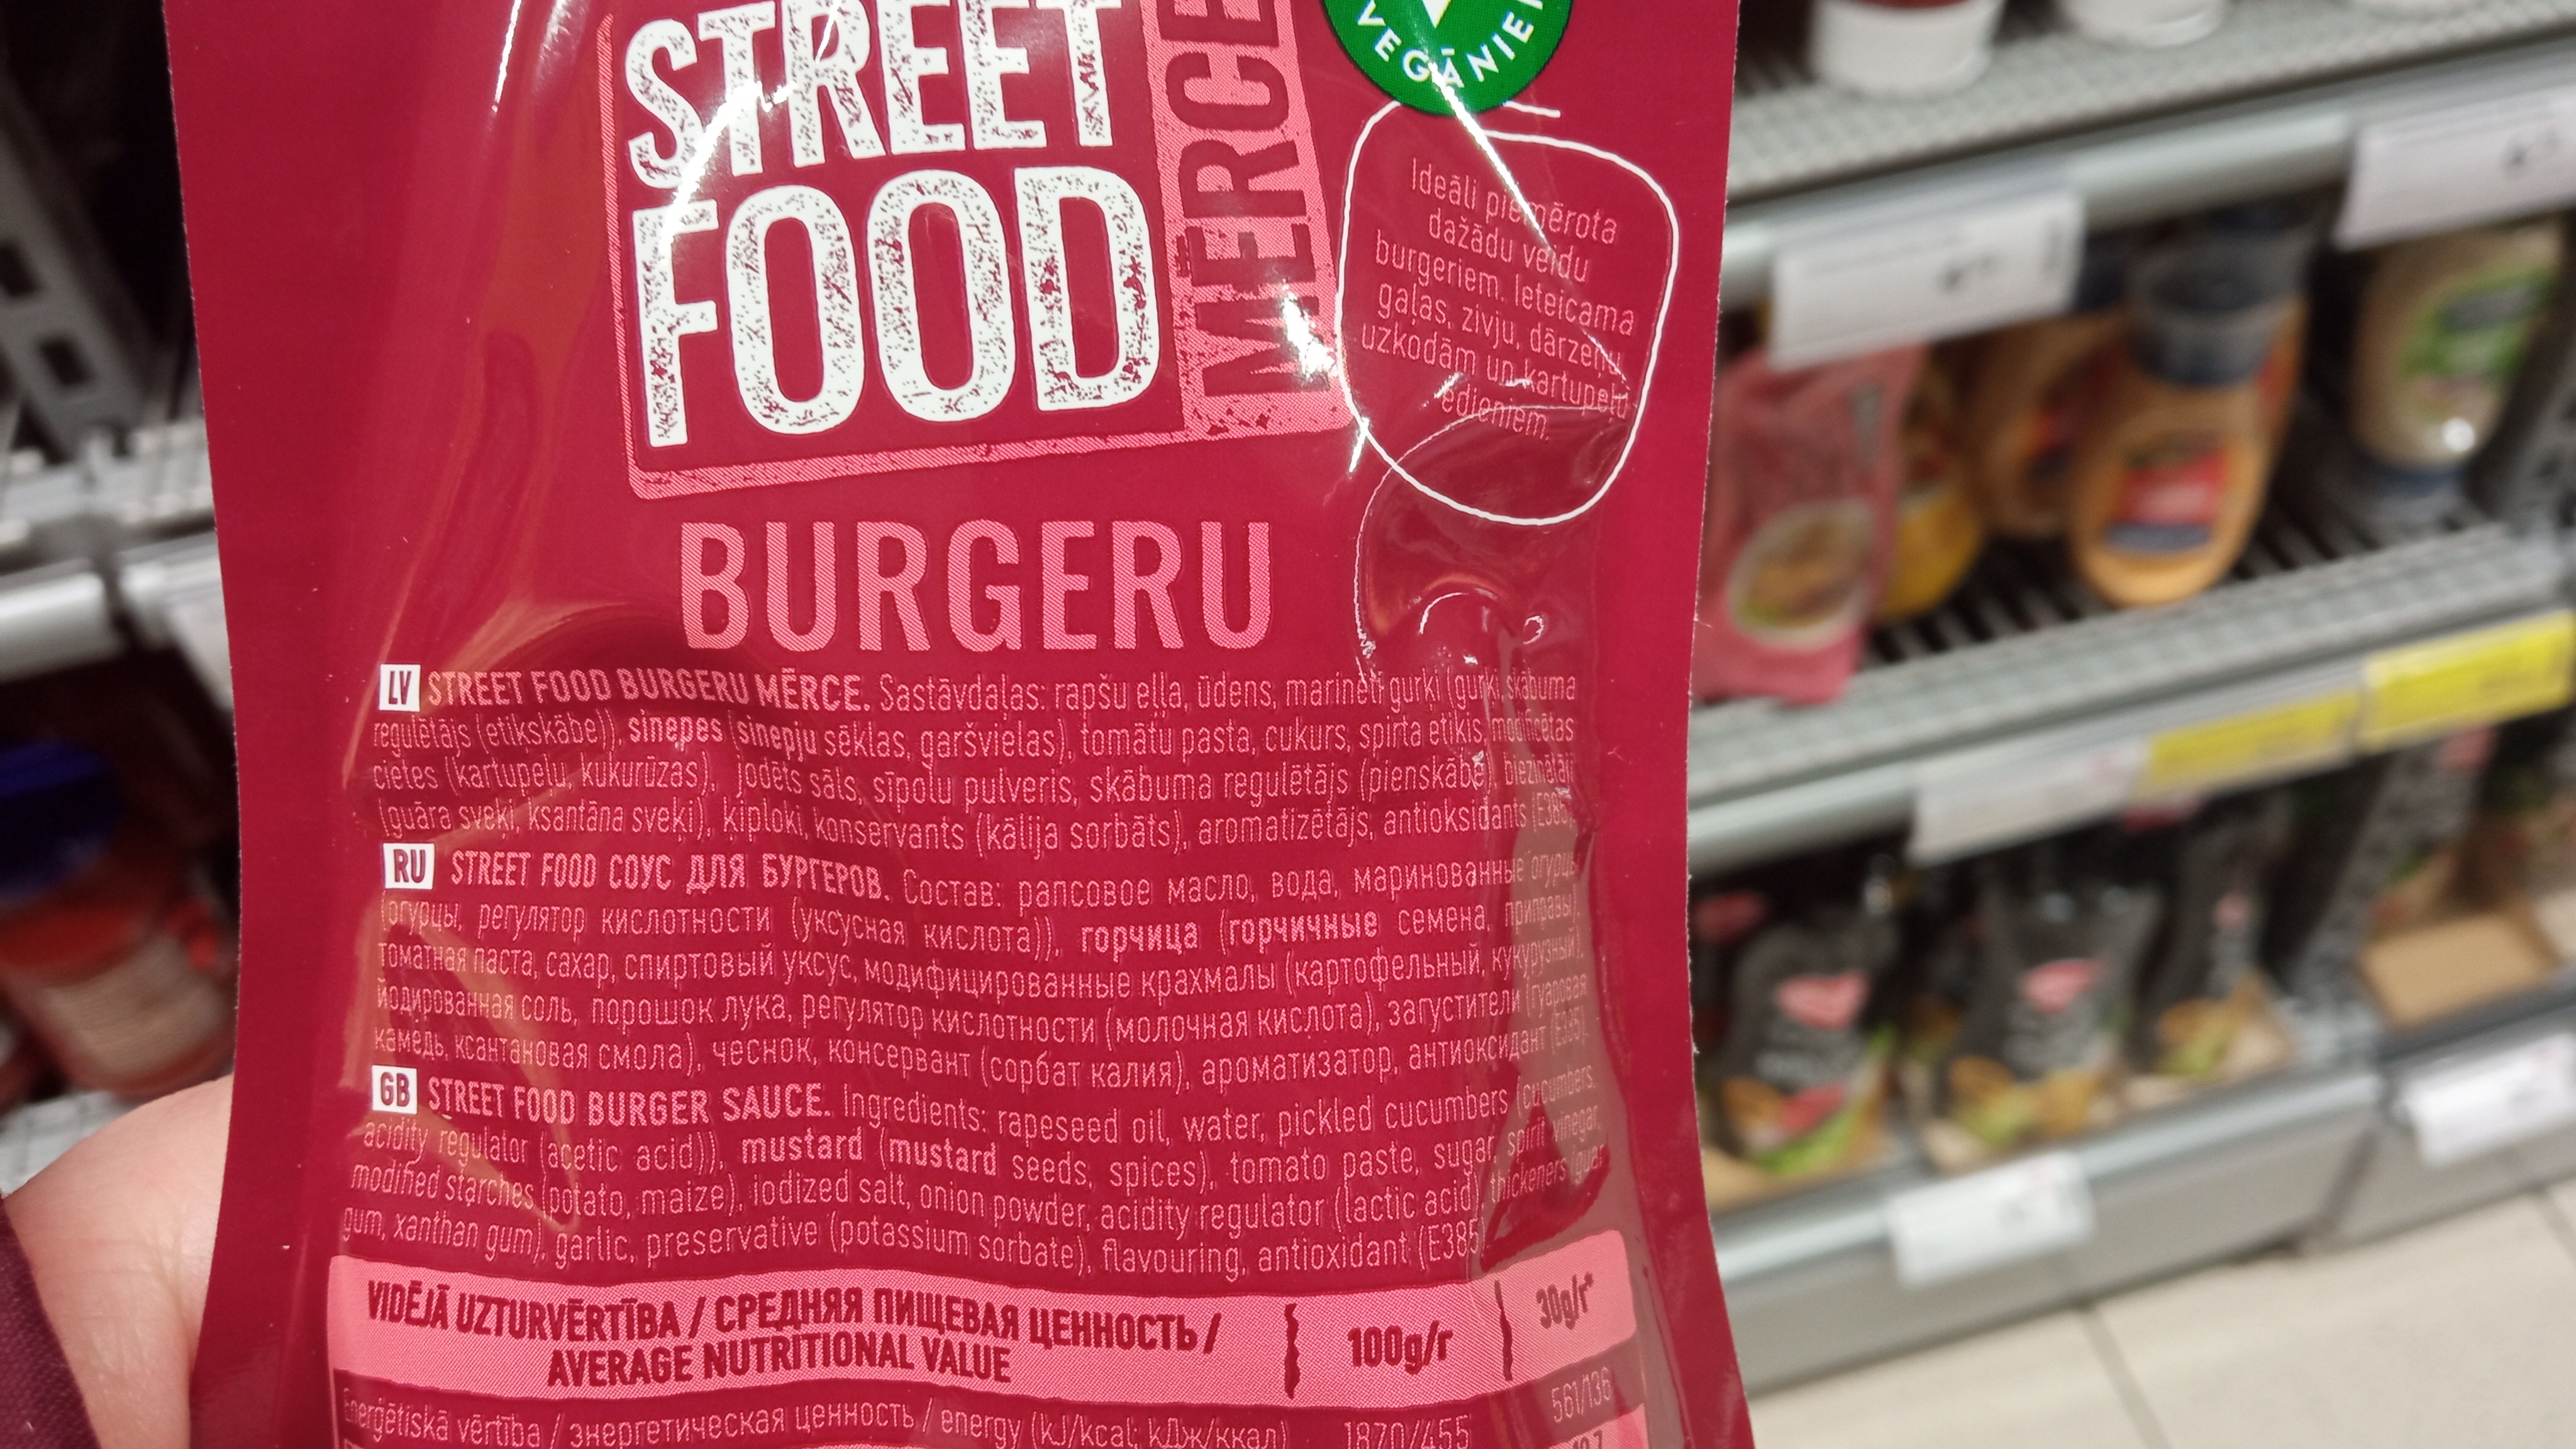 STREET
FOOD
MĒRCE
VEGĀNIE
Ideāli piemērota
dažādu veidu
burgeriem. Ieteicama
gaļas, zivju, dārzeņu
uzkodām un kartupeļu
ēdieniem.
BURGERU
LV STREET FOOD BURGERU MĒRCE. Sastāvdaļas: rapšu eļļa, ūdens, marinēti gurķi (gurķi, skābuma
regulētājs (etiķskābe)), sinepes (sinepju sēklas, garšvielas), tomātu pasta, cukurs, spirta etiķis, modificētas
cietes (kartupeļu, kukurūzas), jodēts sāls, sīpolu pulveris, skābuma regulētājs (pienskābe), biezinātāji
(guāra sveķi, ksantāna sveķi), ķiploki, konservants (kālija sorbāts), aromatizētājs, antioksidants (E385).
RU STREET FOOD СОУС ДЛЯ БУРГЕРОВ. Состав: рапсовое масло, вода, маринованные огурцы
(огурцы, регулятор кислотности (уксусная кислота)), горчица (горчичные семена, приправы),
томатная паста, сахар, спиртовый уксус, модифицированные крахмалы (картофельный, кукурузный),
йодированная соль, порошок лука, регулятор кислотности (молочная кислота), загустители (гуаровая
камедь, ксантановая смола), чеснок, консервант (сорбат калия), ароматизатор, антиоксидант (E385).
GB STREET FOOD BURGER SAUCE. Ingredients: rapeseed oil, water, pickled cucumbers (cucumbers,
acidity regulator (acetic acid)), mustard (mustard seeds, spices), tomato paste, sugar, spirit vinegar,
modified starches (potato, maize), iodized salt, onion powder, acidity regulator (lactic acid), thickeners (guar
gum, xanthan gum), garlic, preservative (potassium sorbate), flavouring, antioxidant (E385)
VIDĒJĀ UZTURVĒRTĪBA / СРЕДНЯЯ ПИЩЕВАЯ ЦЕННОСТЬ /
AVERAGE NUTRITIONAL VALUE
100g/г
30g/г*
Enerģētiskā vērtība / энергетическая ценность / energy (kJ/kcal; кДж/ккал) 1870/455 561/136